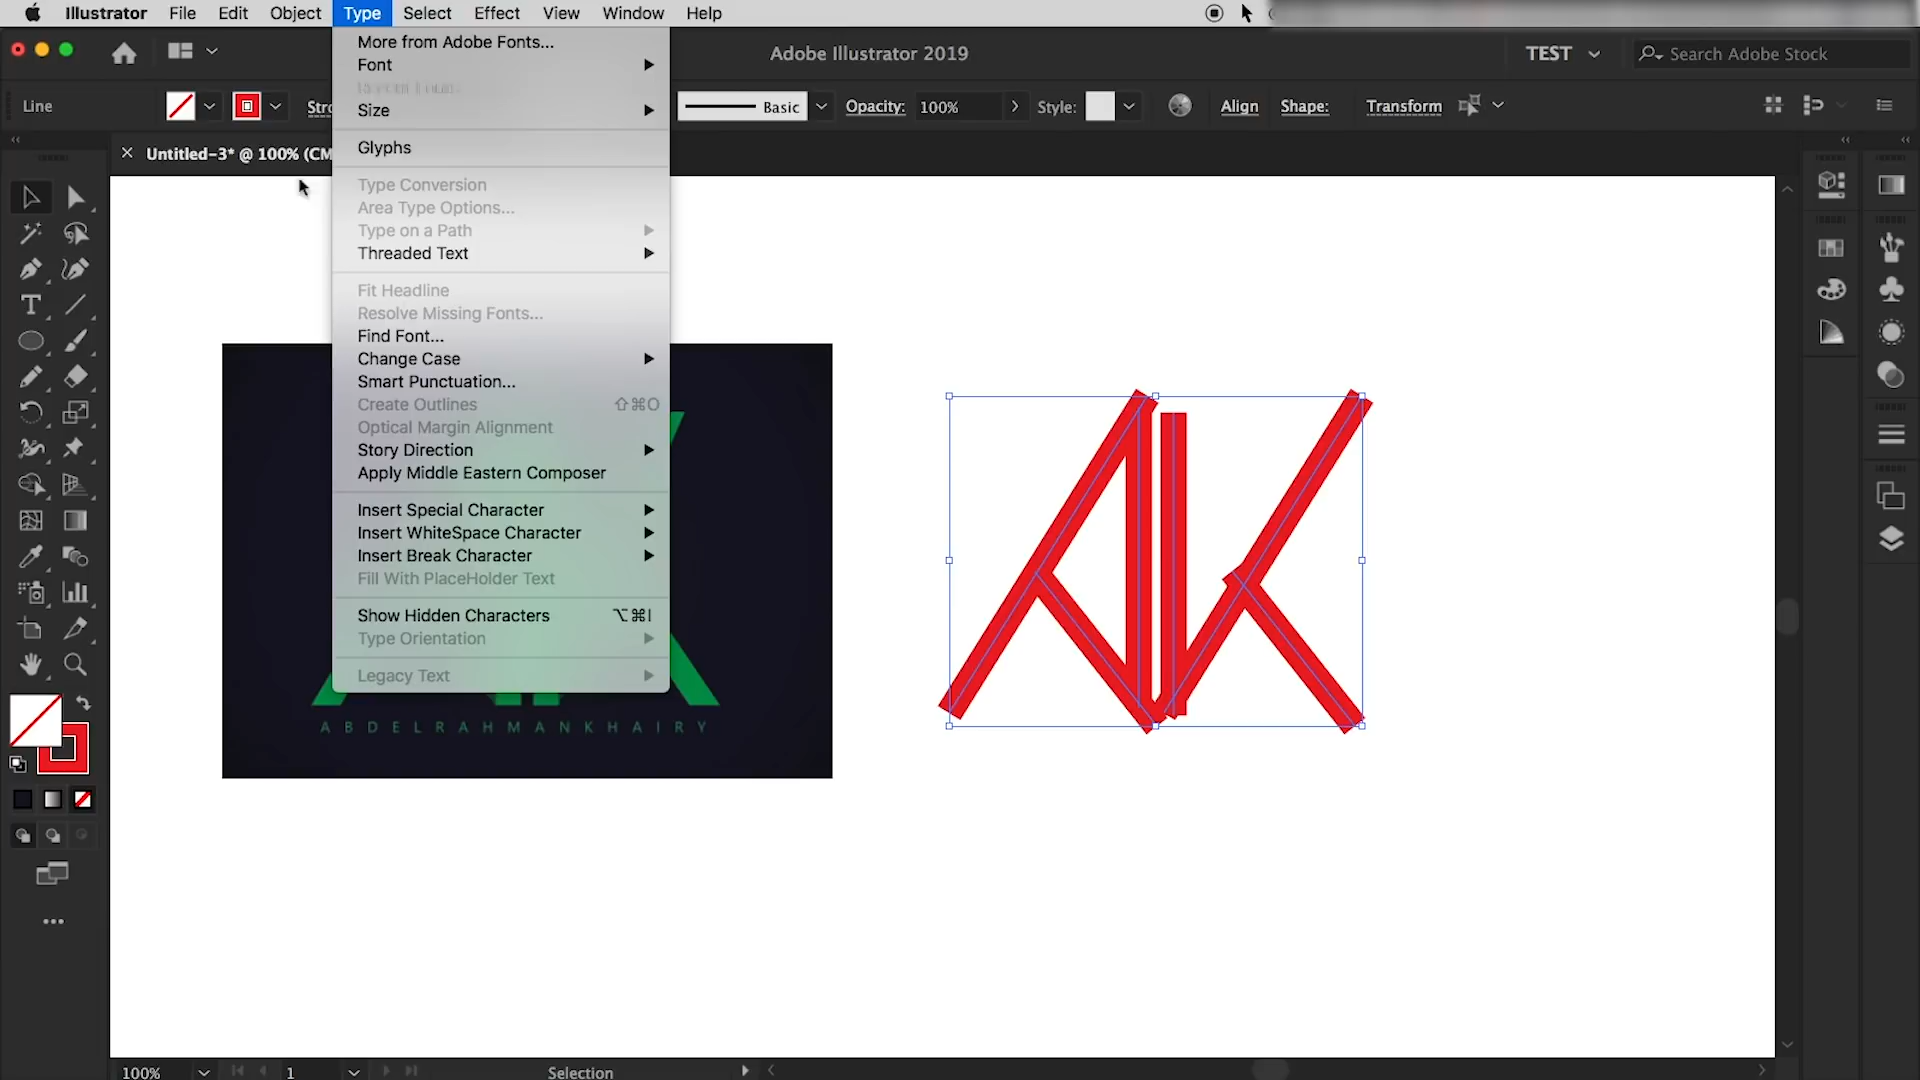 Illustrator File Edit Object Type Select Effect View Window Help
Adobe Illustrator 2019
TEST
Search Adobe Stock
Line
Basic
Opacity: 100%
Style:
Align
Shape:
Transform
× Untitled-3* @ 100%
More from Adobe Fonts...
Font
Size
Glyphs
Type Conversion
Area Type Options...
Type on a Path
Threaded Text
Fit Headline
Resolve Missing Fonts...
Find Font...
Change Case
Smart Punctuation...
Create Outlines ⇧⌘O
Optical Margin Alignment
Story Direction
Apply Middle Eastern Composer
Insert Special Character
Insert WhiteSpace Character
Insert Break Character
Fill With PlaceHolder Text
Show Hidden Characters ⌥⌘I
Type Orientation
Legacy Text
ABDELRAHMANKHAIRY
AK
100%
1
Selection